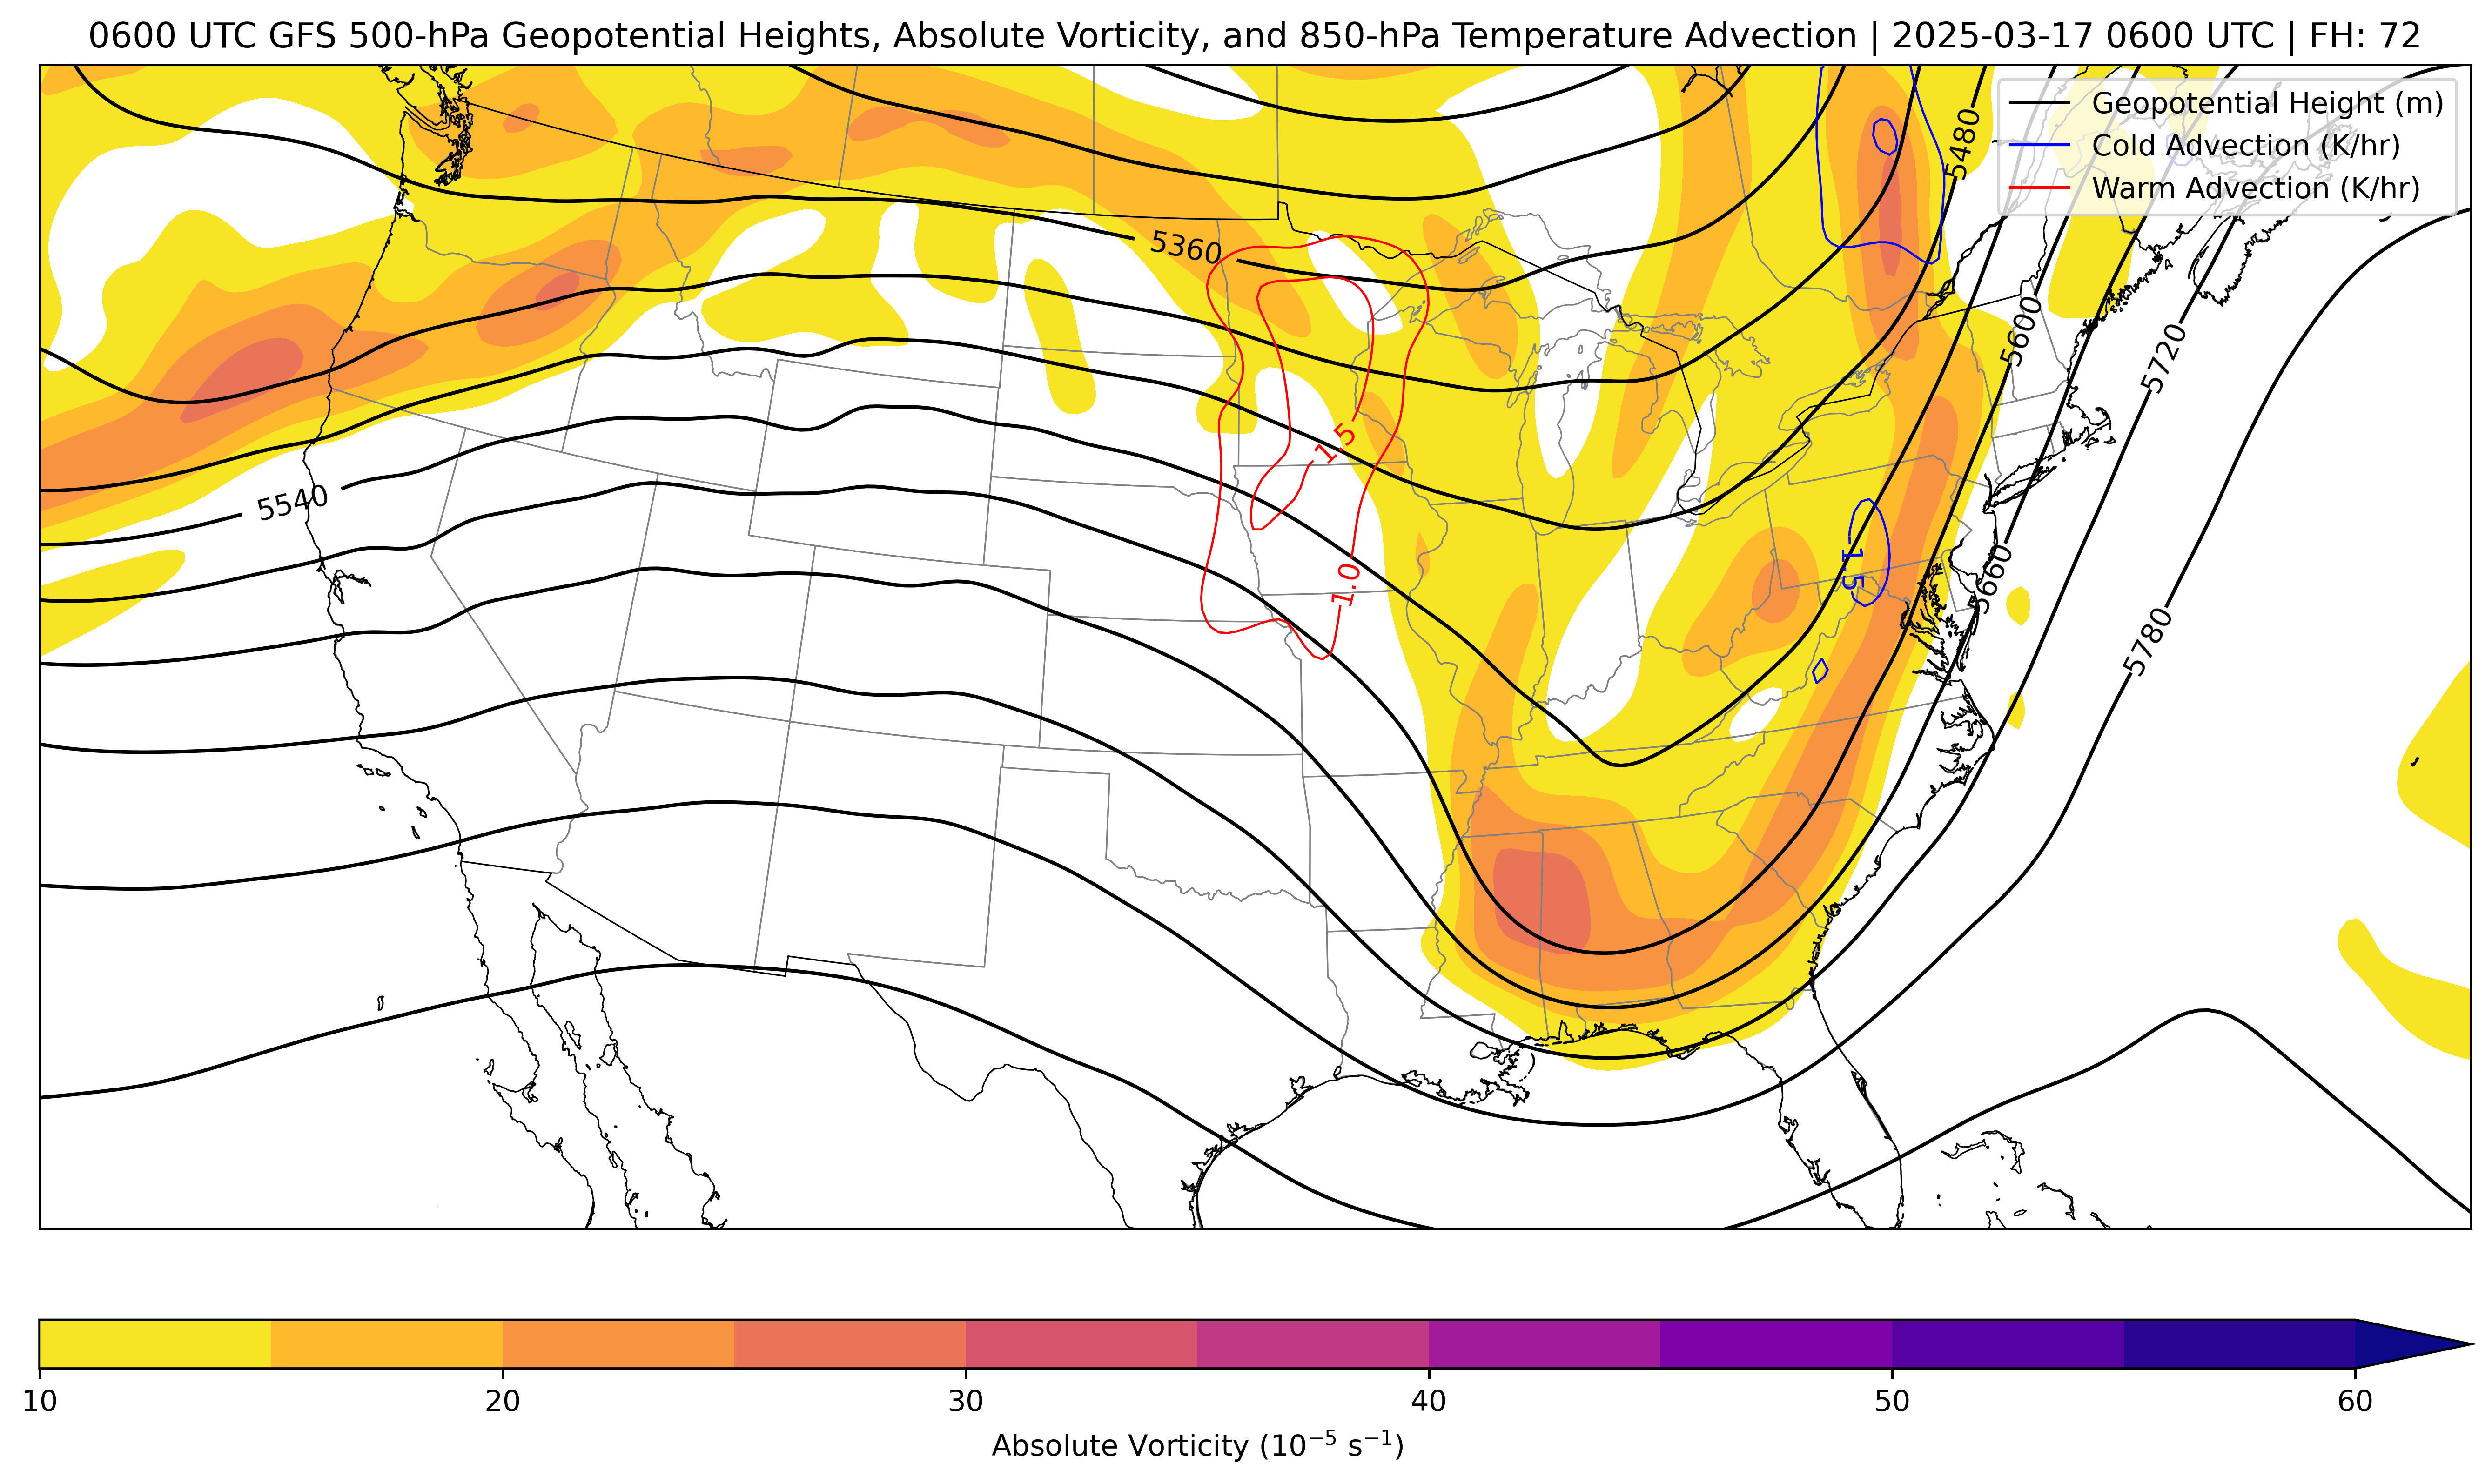 0600 UTC GFS 500-hPa Geopotential Heights, Absolute Vorticity, and 850-hPa Temperature Advection | 2025-03-17 0600 UTC | FH: 72
Geopotential Height (m)
Cold Advection (K/hr)
Warm Advection (K/hr)
5480
5360
5600
5720
1.5
5540
-1.5
1.0
5660
5780
10 20 30 40 50 60
Absolute Vorticity (10⁻⁵ s⁻¹)